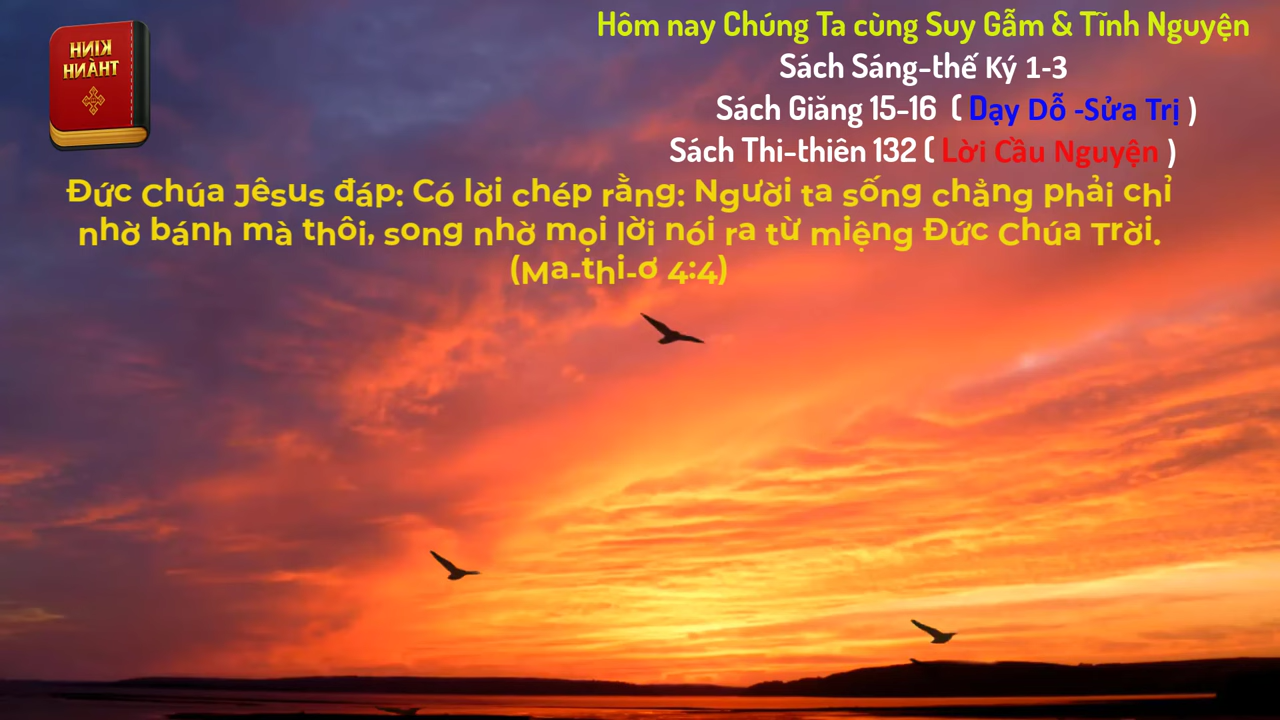 KINH
THÀNH
Hôm nay Chúng Ta cùng Suy Gẫm & Tĩnh Nguyện
Sách Sáng-thế Ký 1-3
Sách Giăng 15-16 ( Dạy Dỗ -Sửa Trị )
Sách Thi-thiên 132 ( Lời Cầu Nguyện )
Đức Chúa Jêsus đáp: Có lời chép rằng: Người ta sống chẳng phải chỉ
nhờ bánh mà thôi, song nhờ mọi lời nói ra từ miệng Đức Chúa Trời.
(Ma-thi-ơ 4:4)